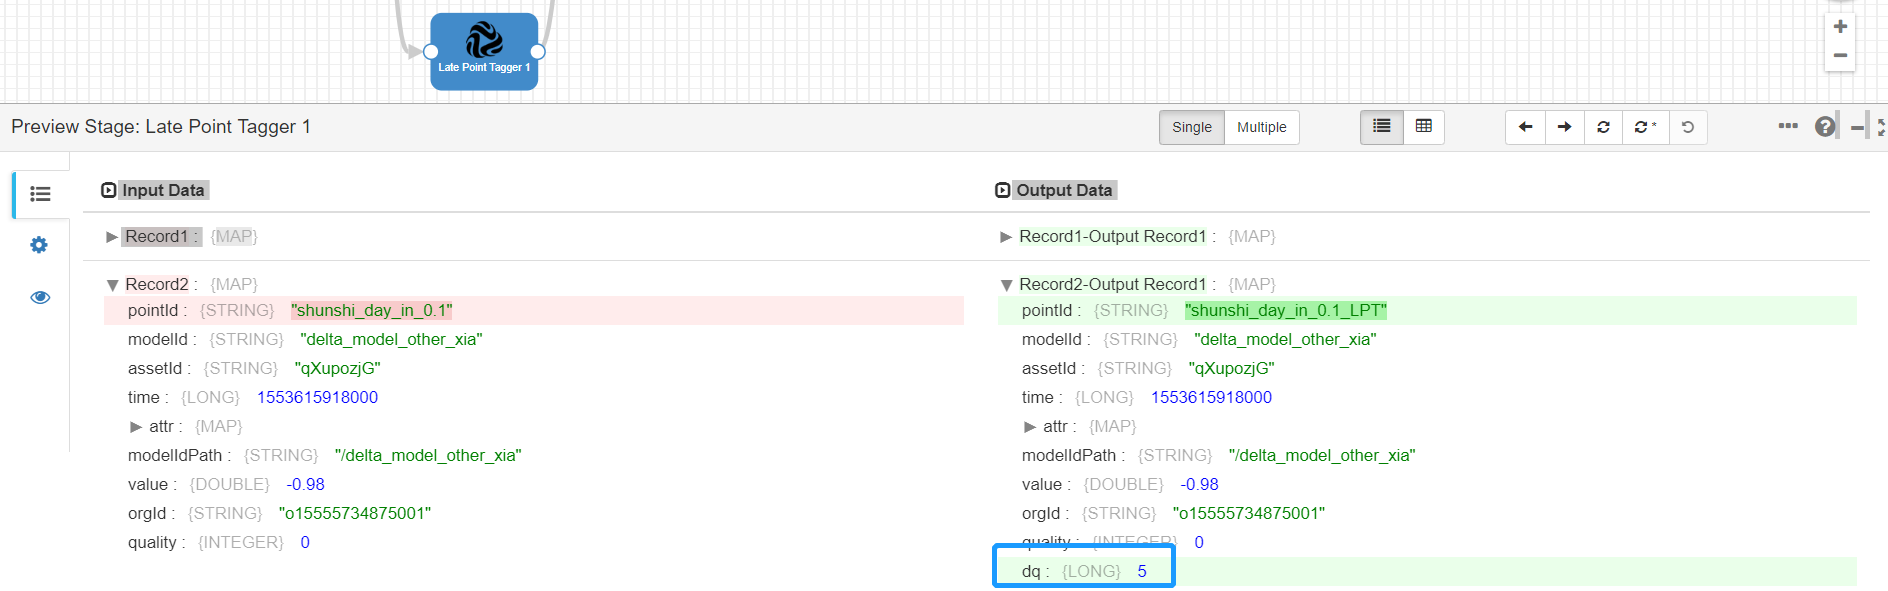 Late Point Tagger 1
Preview Stage: Late Point Tagger 1
Single Multiple
Input Data
Record1 : {MAP}
Record2 : {MAP}
pointId : {STRING} "shunshi_day_in_0.1"
modelId : {STRING} "delta_model_other_xia"
assetId : {STRING} "qXupozjG"
time : {LONG} 1553615918000
attr : {MAP}
modelIdPath : {STRING} "/delta_model_other_xia"
value : {DOUBLE} -0.98
orgId : {STRING} "o15555734875001"
quality : {INTEGER} 0
Output Data
Record1-Output Record1 : {MAP}
Record2-Output Record1 : {MAP}
pointId : {STRING} "shunshi_day_in_0.1_LPT"
modelId : {STRING} "delta_model_other_xia"
assetId : {STRING} "qXupozjG"
time : {LONG} 1553615918000
attr : {MAP}
modelIdPath : {STRING} "/delta_model_other_xia"
value : {DOUBLE} -0.98
orgId : {STRING} "o15555734875001"
quality : {INTEGER} 0
dq : {LONG} 5